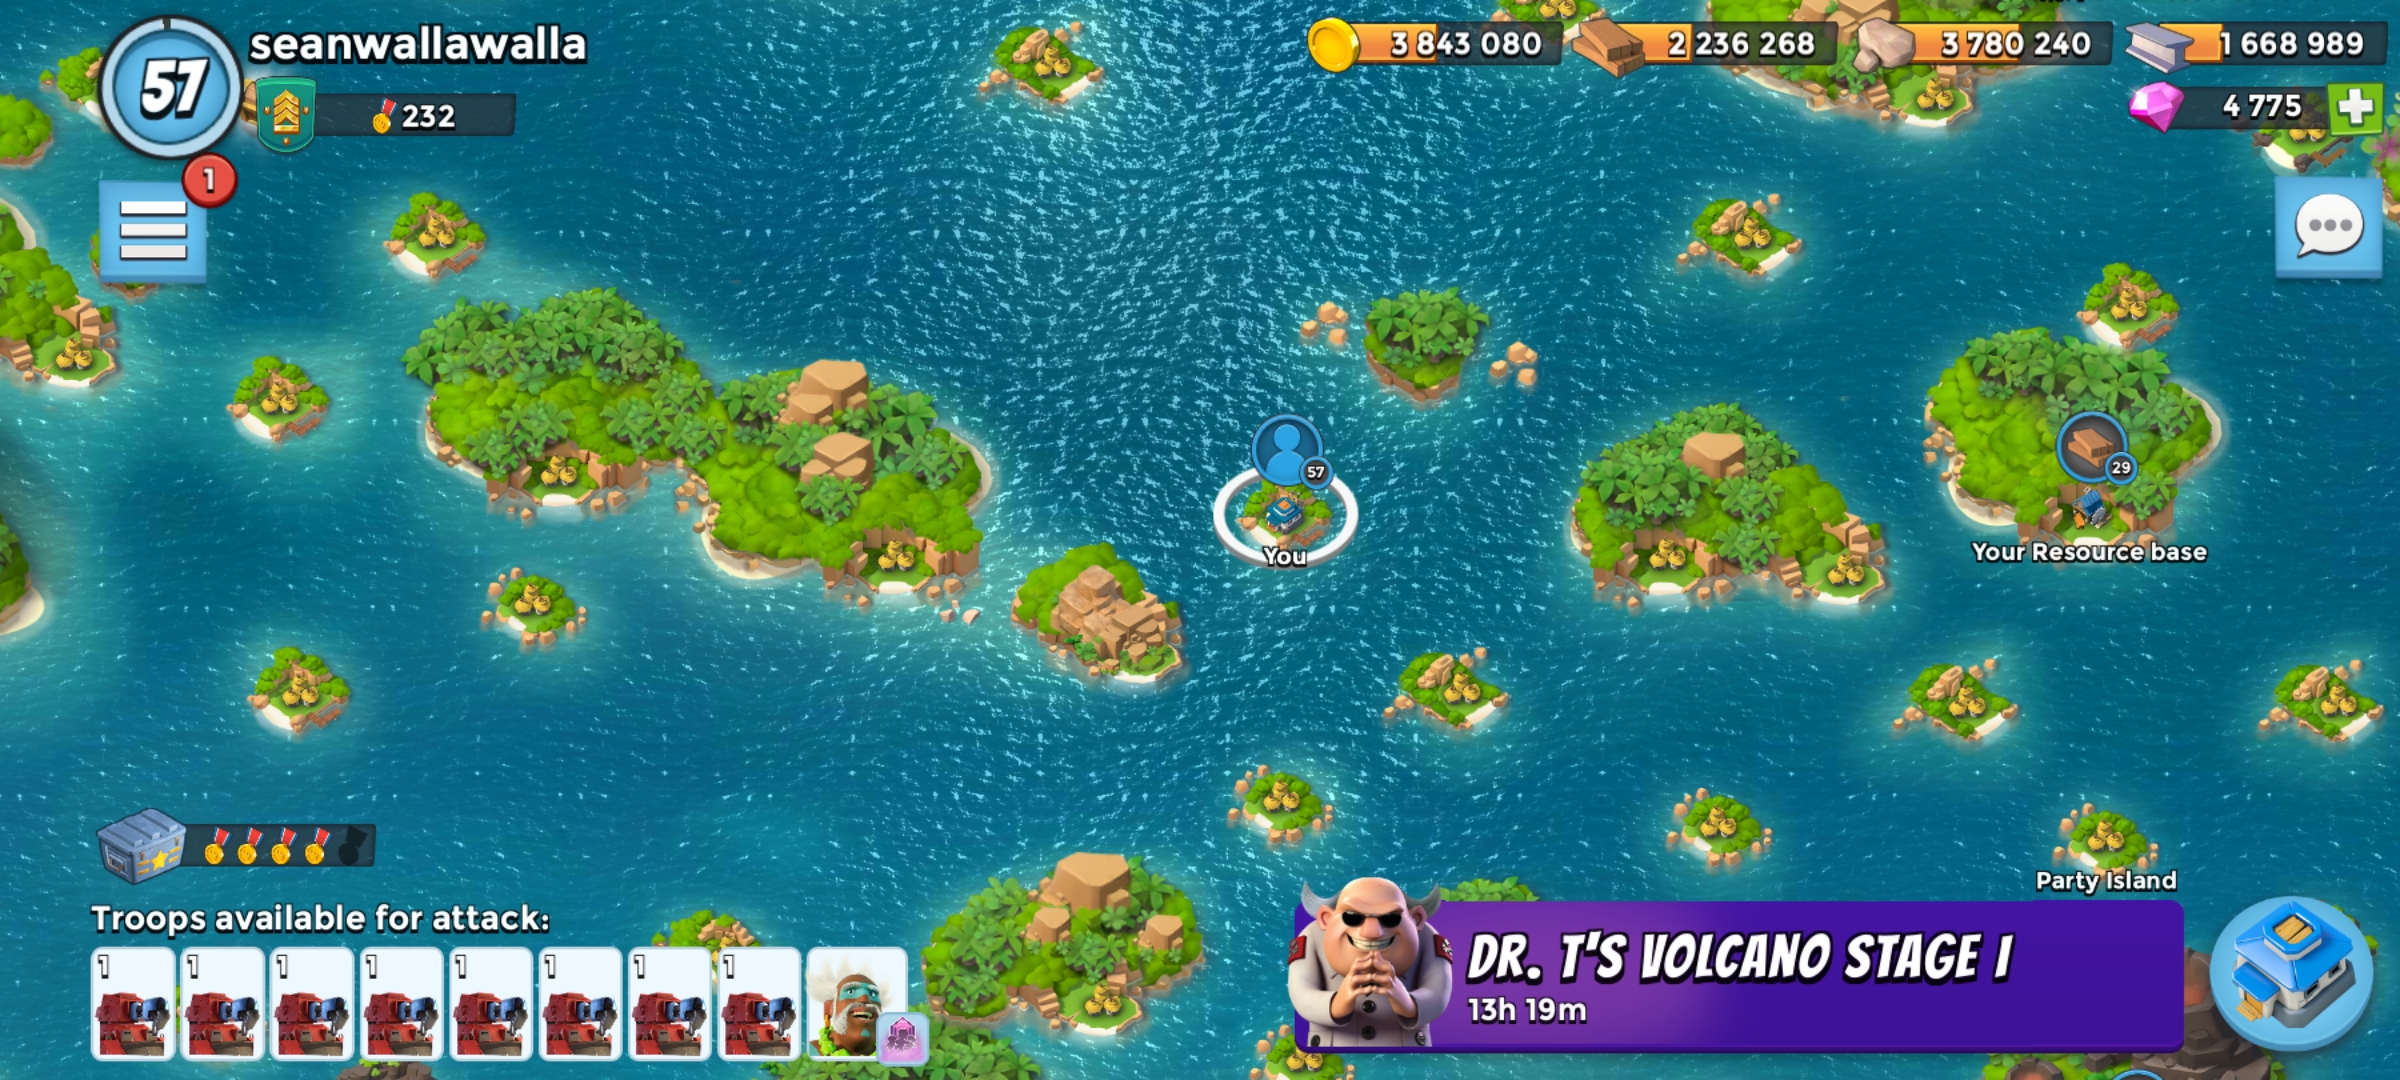 57
seanwallawalla
232
1
3 843 080
2 236 268
3 780 240
1 668 989
4 775
57
You
29
Your Resource base
Party Island
Troops available for attack:
1
1
1
1
1
1
1
1
DR. T'S VOLCANO STAGE I
13h 19m